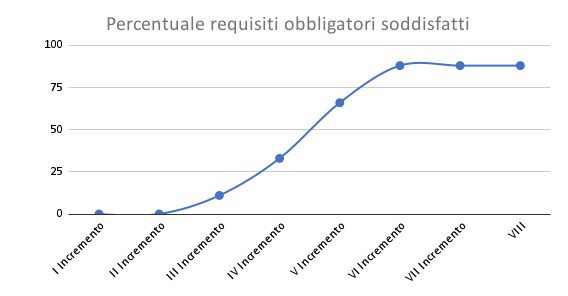 Percentuale requisiti obbligatori soddisfatti
100
75
50
25
0
I Incremento
II Incremento
III Incremento
IV Incremento
V Incremento
VI Incremento
VII Incremento
VIII